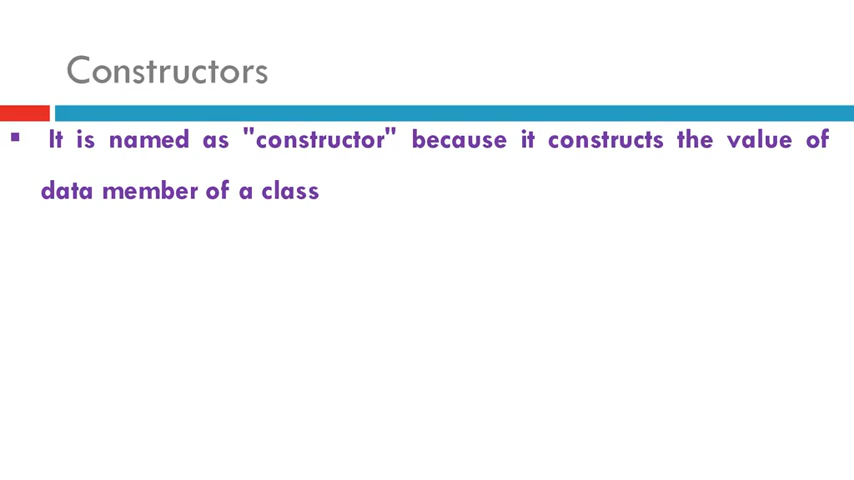 Constructors
▪ It is named as "constructor" because it constructs the value of
data member of a class